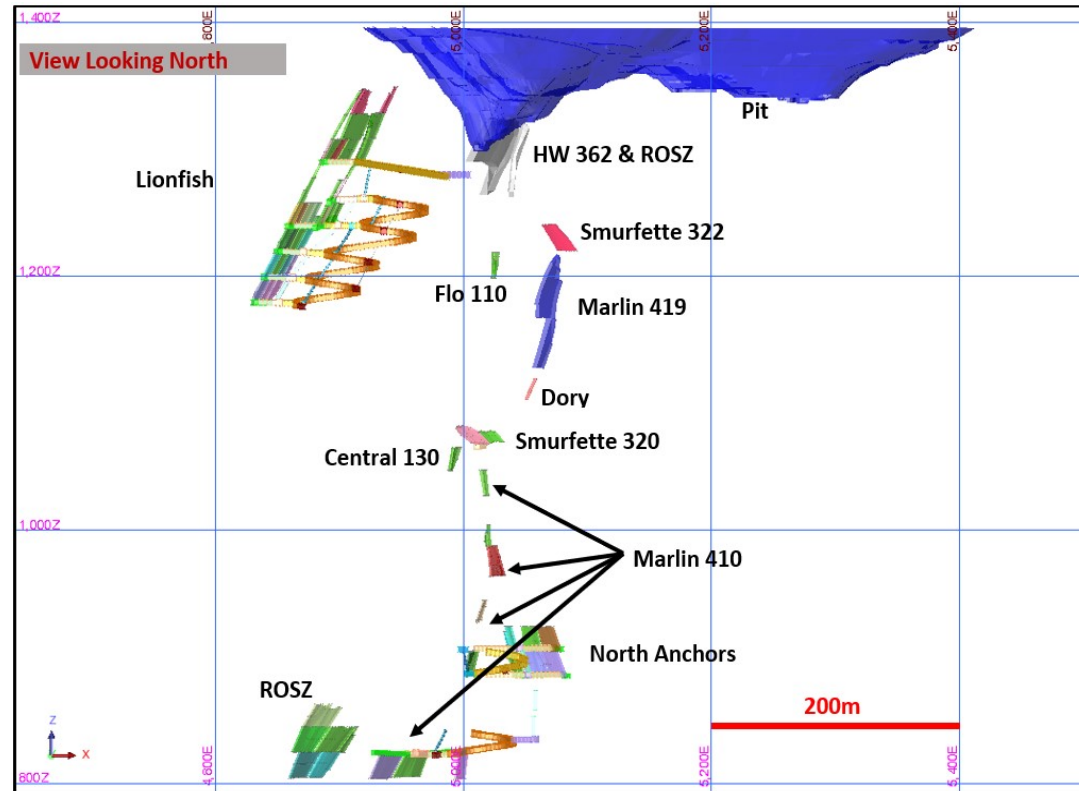 1,400Z
,800E
5,000E
5,200E
5,400E
View Looking North
Pit
HW 362 & ROSZ
Lionfish
Smurfette 322
1,200Z
Flo 110
Marlin 419
Dory
Smurfette 320
Central 130
1,000Z
Marlin 410
North Anchors
ROSZ
200m
Z
X
800Z
4,800E
5,000E
5,200E
5,400E